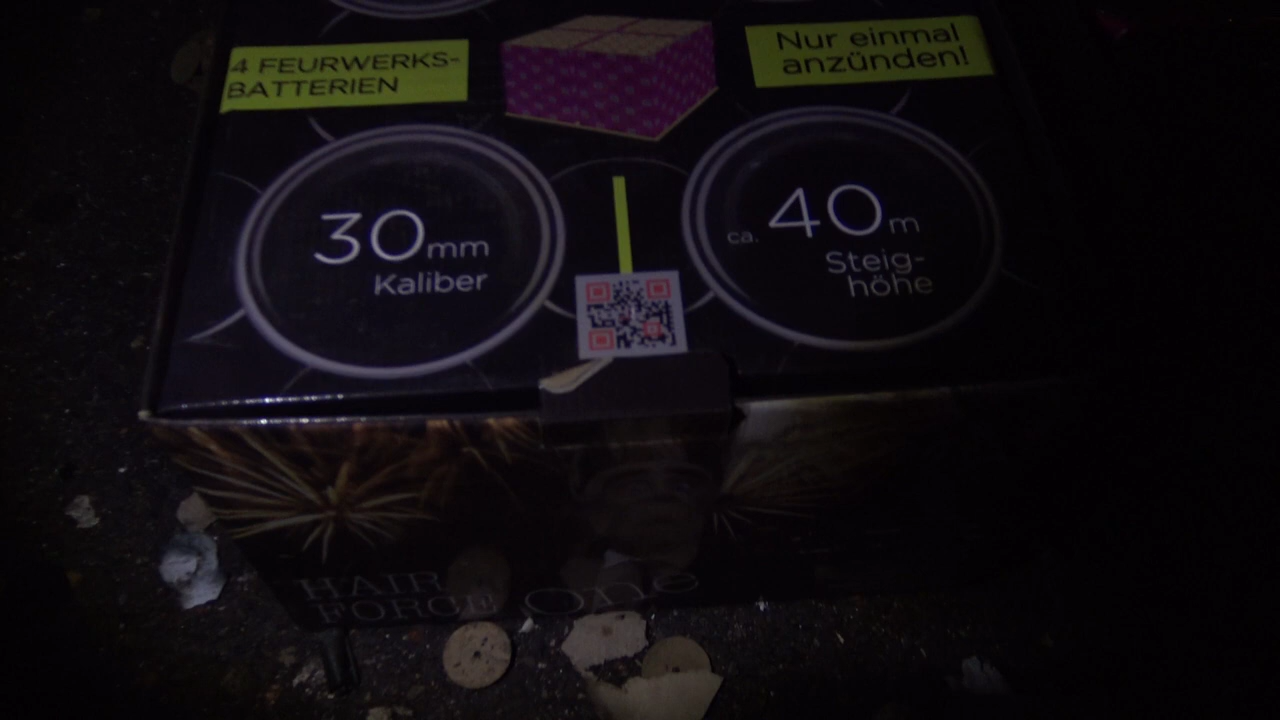 4 FEURWERKS-
BATTERIEN
Nur einmal
anzünden!
30mm
Kaliber
ca. 40m
Steig-
höhe
HAIR
FORCE One